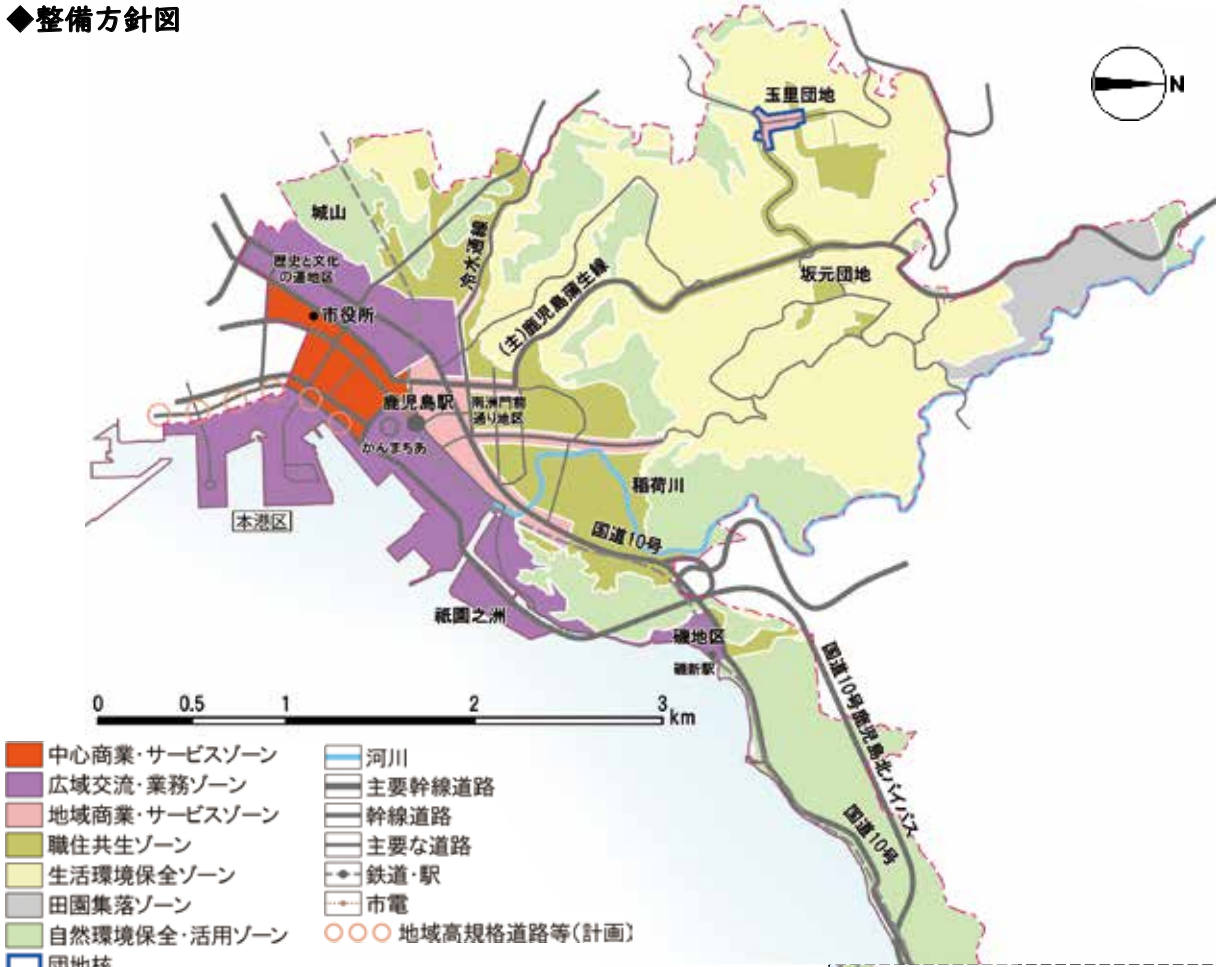 ◆整備方針図
N
玉里団地
城山
冷水通線
歴史と文化
の道地区
坂元団地
市役所
(主)鹿児島蒲生線
鹿児島駅
南洲門前
通り地区
かんまちあ
稲荷川
本港区
国道10号
祇園之洲
磯地区
磯新駅
国道10号鹿児島北バイパス
国道10号
0 0.5 1 2 3 km
中心商業・サービスゾーン
広域交流・業務ゾーン
地域商業・サービスゾーン
職住共生ゾーン
生活環境保全ゾーン
田園集落ゾーン
自然環境保全・活用ゾーン
団地核
河川
主要幹線道路
幹線道路
主要な道路
鉄道・駅
市電
地域高規格道路等(計画)